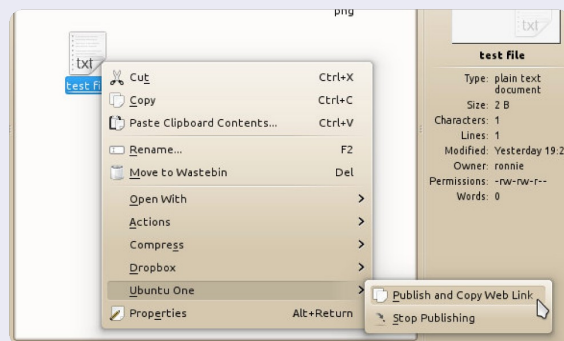 png
txt
test fi
Cut Ctrl+X
Copy Ctrl+C
Paste Clipboard Contents... Ctrl+V
Rename... F2
Move to Wastebin Del
Open With
Actions
Compress
Dropbox
Ubuntu One
Properties Alt+Return
Publish and Copy Web Link
Stop Publishing
txt
test file
Type: plain text
document
Size: 2 B
Characters: 1
Lines: 1
Modified: Yesterday 19:2
Owner: ronnie
Permissions: -rw-rw-r--
Words: 0